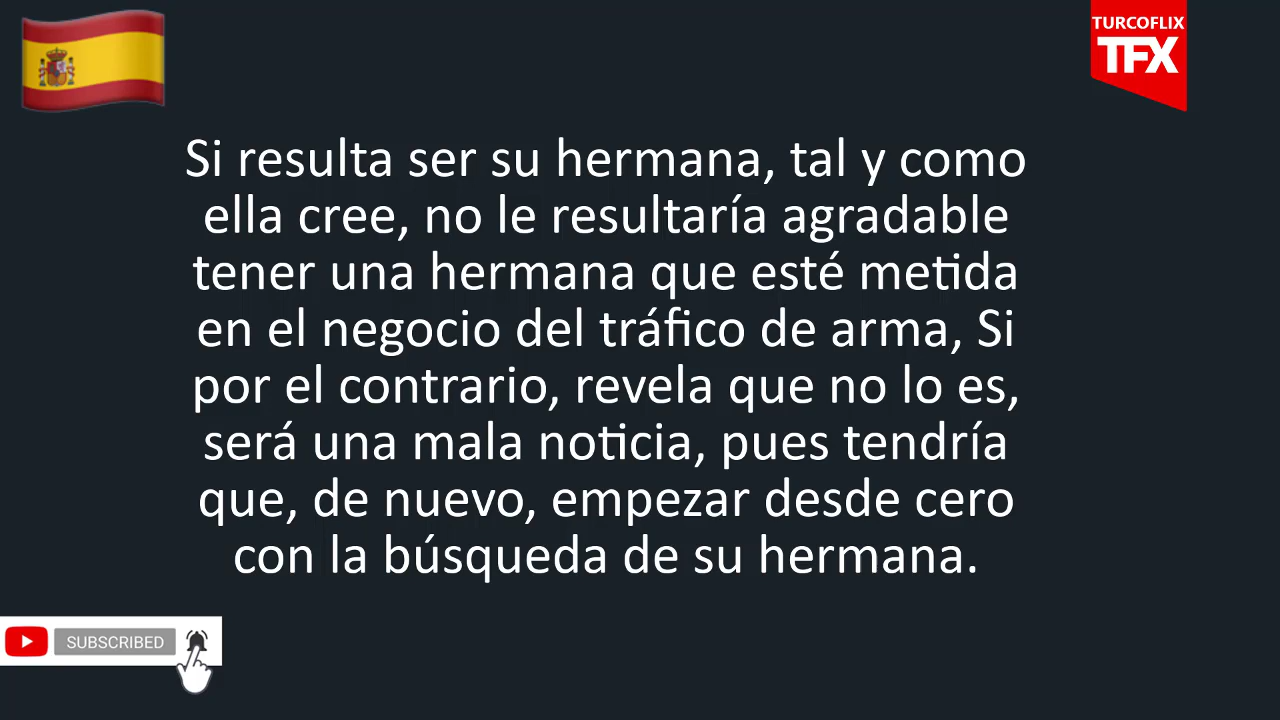 TURCOFLIX
TFX
Si resulta ser su hermana, tal y como
ella cree, no le resultaría agradable
tener una hermana que esté metida
en el negocio del tráfico de arma, Si
por el contrario, revela que no lo es,
será una mala noticia, pues tendría
que, de nuevo, empezar desde cero
con la búsqueda de su hermana.
SUBSCRIBED